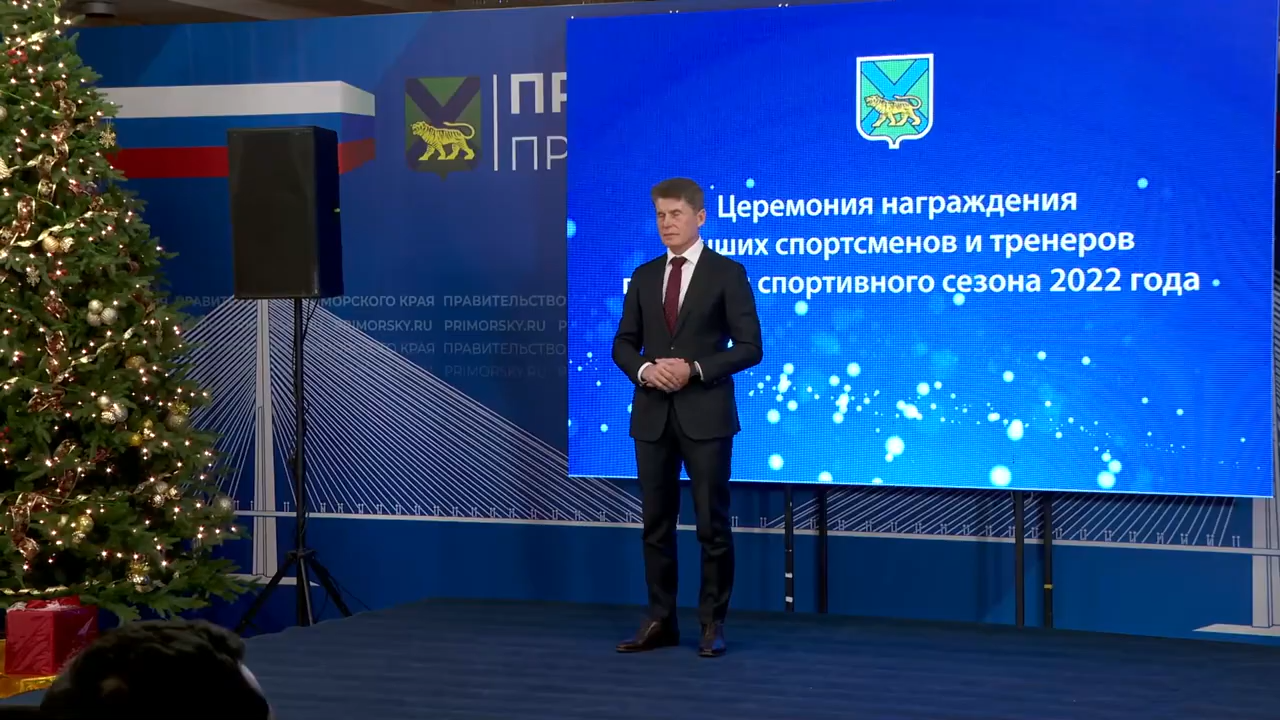 ПР
ПР
Церемония награждения
спортсменов и тренеров
спортивного сезона 2022 года
ПРАВИТ МОРСКОГО КРАЯ ПРАВИТЕЛЬСТВО
PRIMORSKY.RU PRIMORSKY.RU
КРАЯ ПРАВИТЕЛЬСТВО
PRIMORSKY.RU